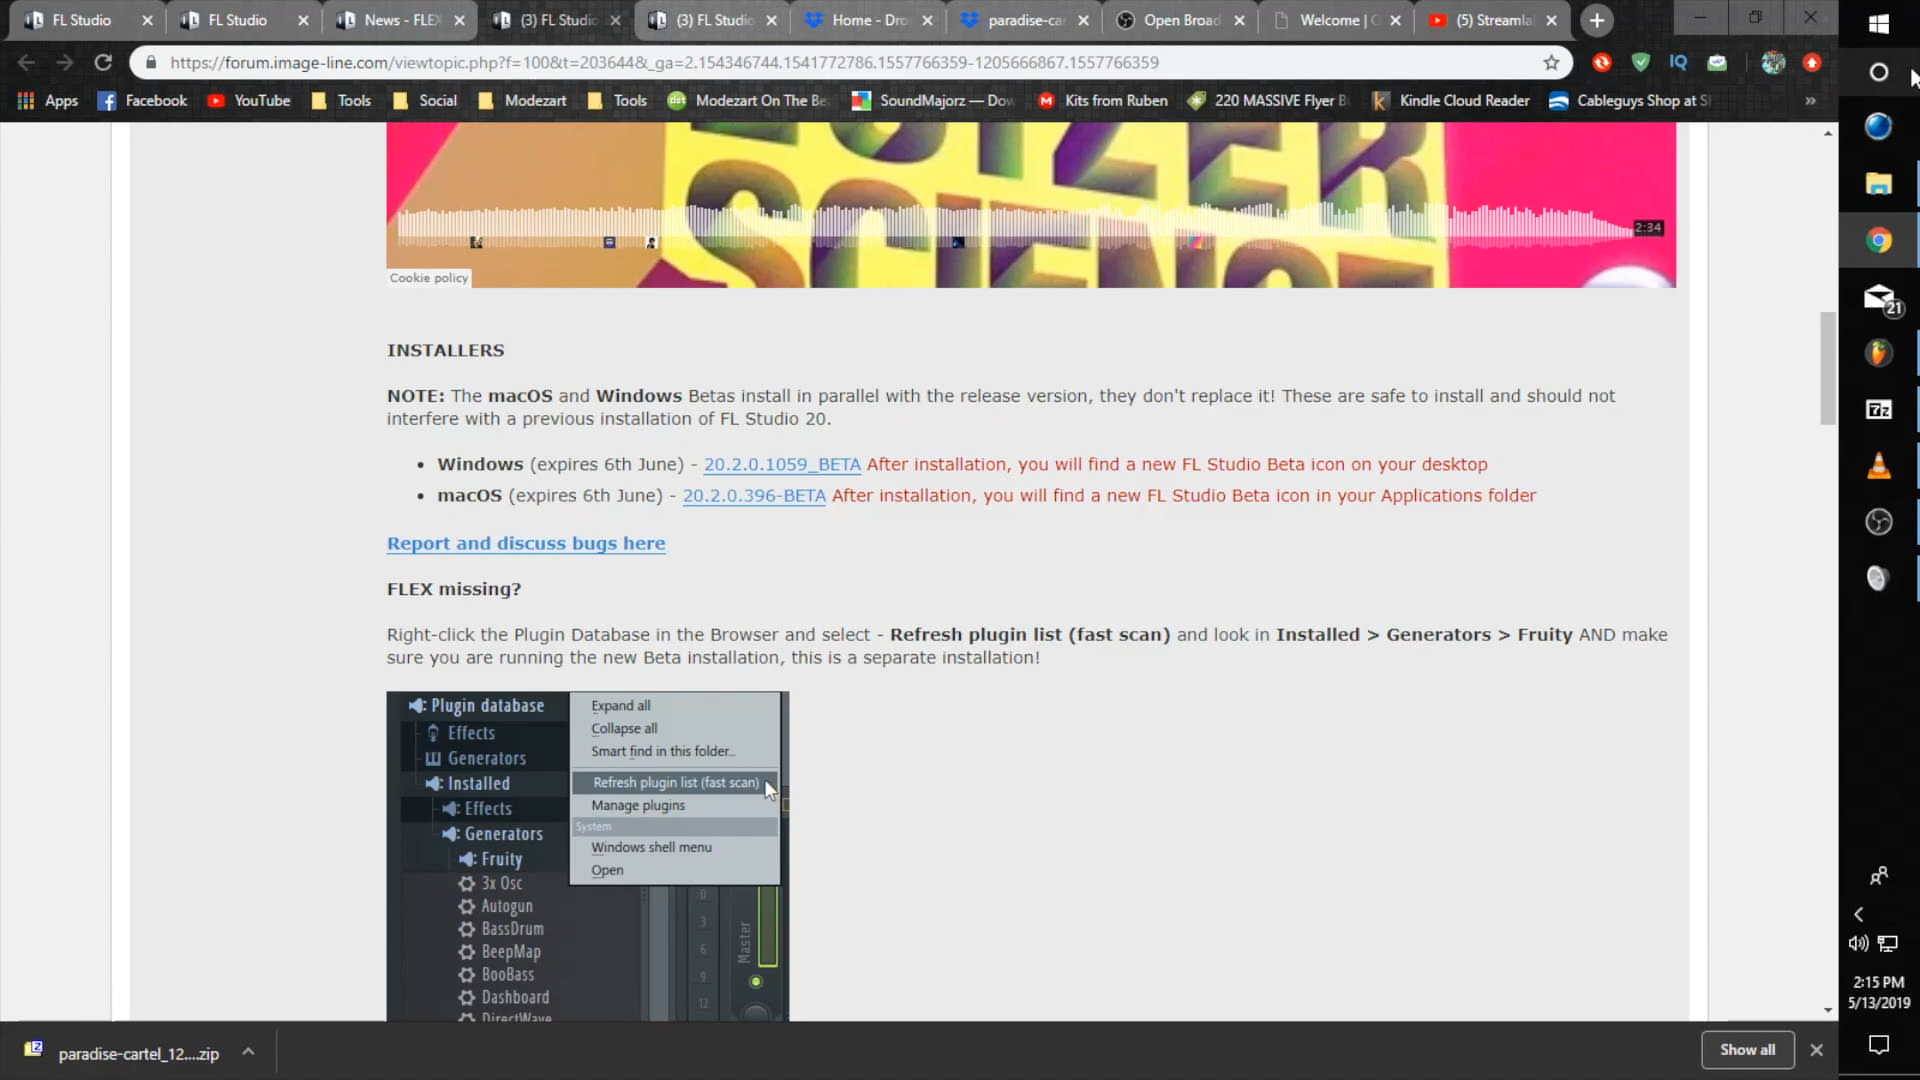 FL Studio
FL Studio
News - FLEX
(3) FL Studio
(3) FL Studio
Home - Dro
paradise-car
Open Broad
Welcome |
(5) Streamla
https://forum.image-line.com/viewtopic.php?f=100&t=203644&_ga=2.154346744.1541772786.1557766359-1205666867.1557766359
IQ
Apps
Facebook
YouTube
Tools
Social
Modezart
Tools
Modezart On The Be
SoundMajorz — Dow
Kits from Ruben
220 MASSIVE Flyer B
Kindle Cloud Reader
Cableguys Shop at S
»
SCIENCE
2:34
Cookie policy
INSTALLERS
NOTE: The macOS and Windows Betas install in parallel with the release version, they don't replace it! These are safe to install and should not
interfere with a previous installation of FL Studio 20.
• Windows (expires 6th June) - 20.2.0.1059_BETA After installation, you will find a new FL Studio Beta icon on your desktop
• macOS (expires 6th June) - 20.2.0.396-BETA After installation, you will find a new FL Studio Beta icon in your Applications folder
Report and discuss bugs here
FLEX missing?
Right-click the Plugin Database in the Browser and select - Refresh plugin list (fast scan) and look in Installed > Generators > Fruity AND make
sure you are running the new Beta installation, this is a separate installation!
Plugin database
Effects
Generators
Installed
Effects
Generators
Fruity
3x Osc
Autogun
BassDrum
BeepMap
BooBass
Dashboard
DirectWave
Expand all
Collapse all
Smart find in this folder...
Refresh plugin list (fast scan)
Manage plugins
System
Windows shell menu
Open
0
3
6
9
12
Master
21
7z
2:15 PM
5/13/2019
paradise-cartel_12....zip
Show all